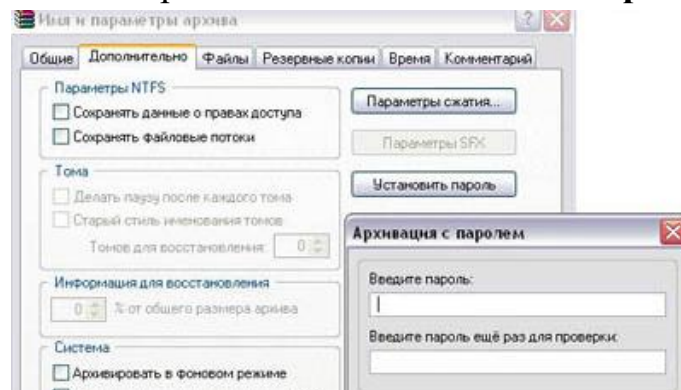 Имя и параметры архива
Общие Дополнительно Файлы Резервные копии Время Комментарий
Параметры NTFS
Сохранять данные о правах доступа
Сохранять файловые потоки
Параметры сжатия...
Параметры SFX
Установить пароль
Тома
Делать паузу после каждого тома
Старый стиль именования томов
Томов для восстановления: 0
Информация для восстановления
0 % от общего размера архива
Система
Архивировать в фоновом режиме
Архивация с паролем
Введите пароль:
Введите пароль ещё раз для проверки: